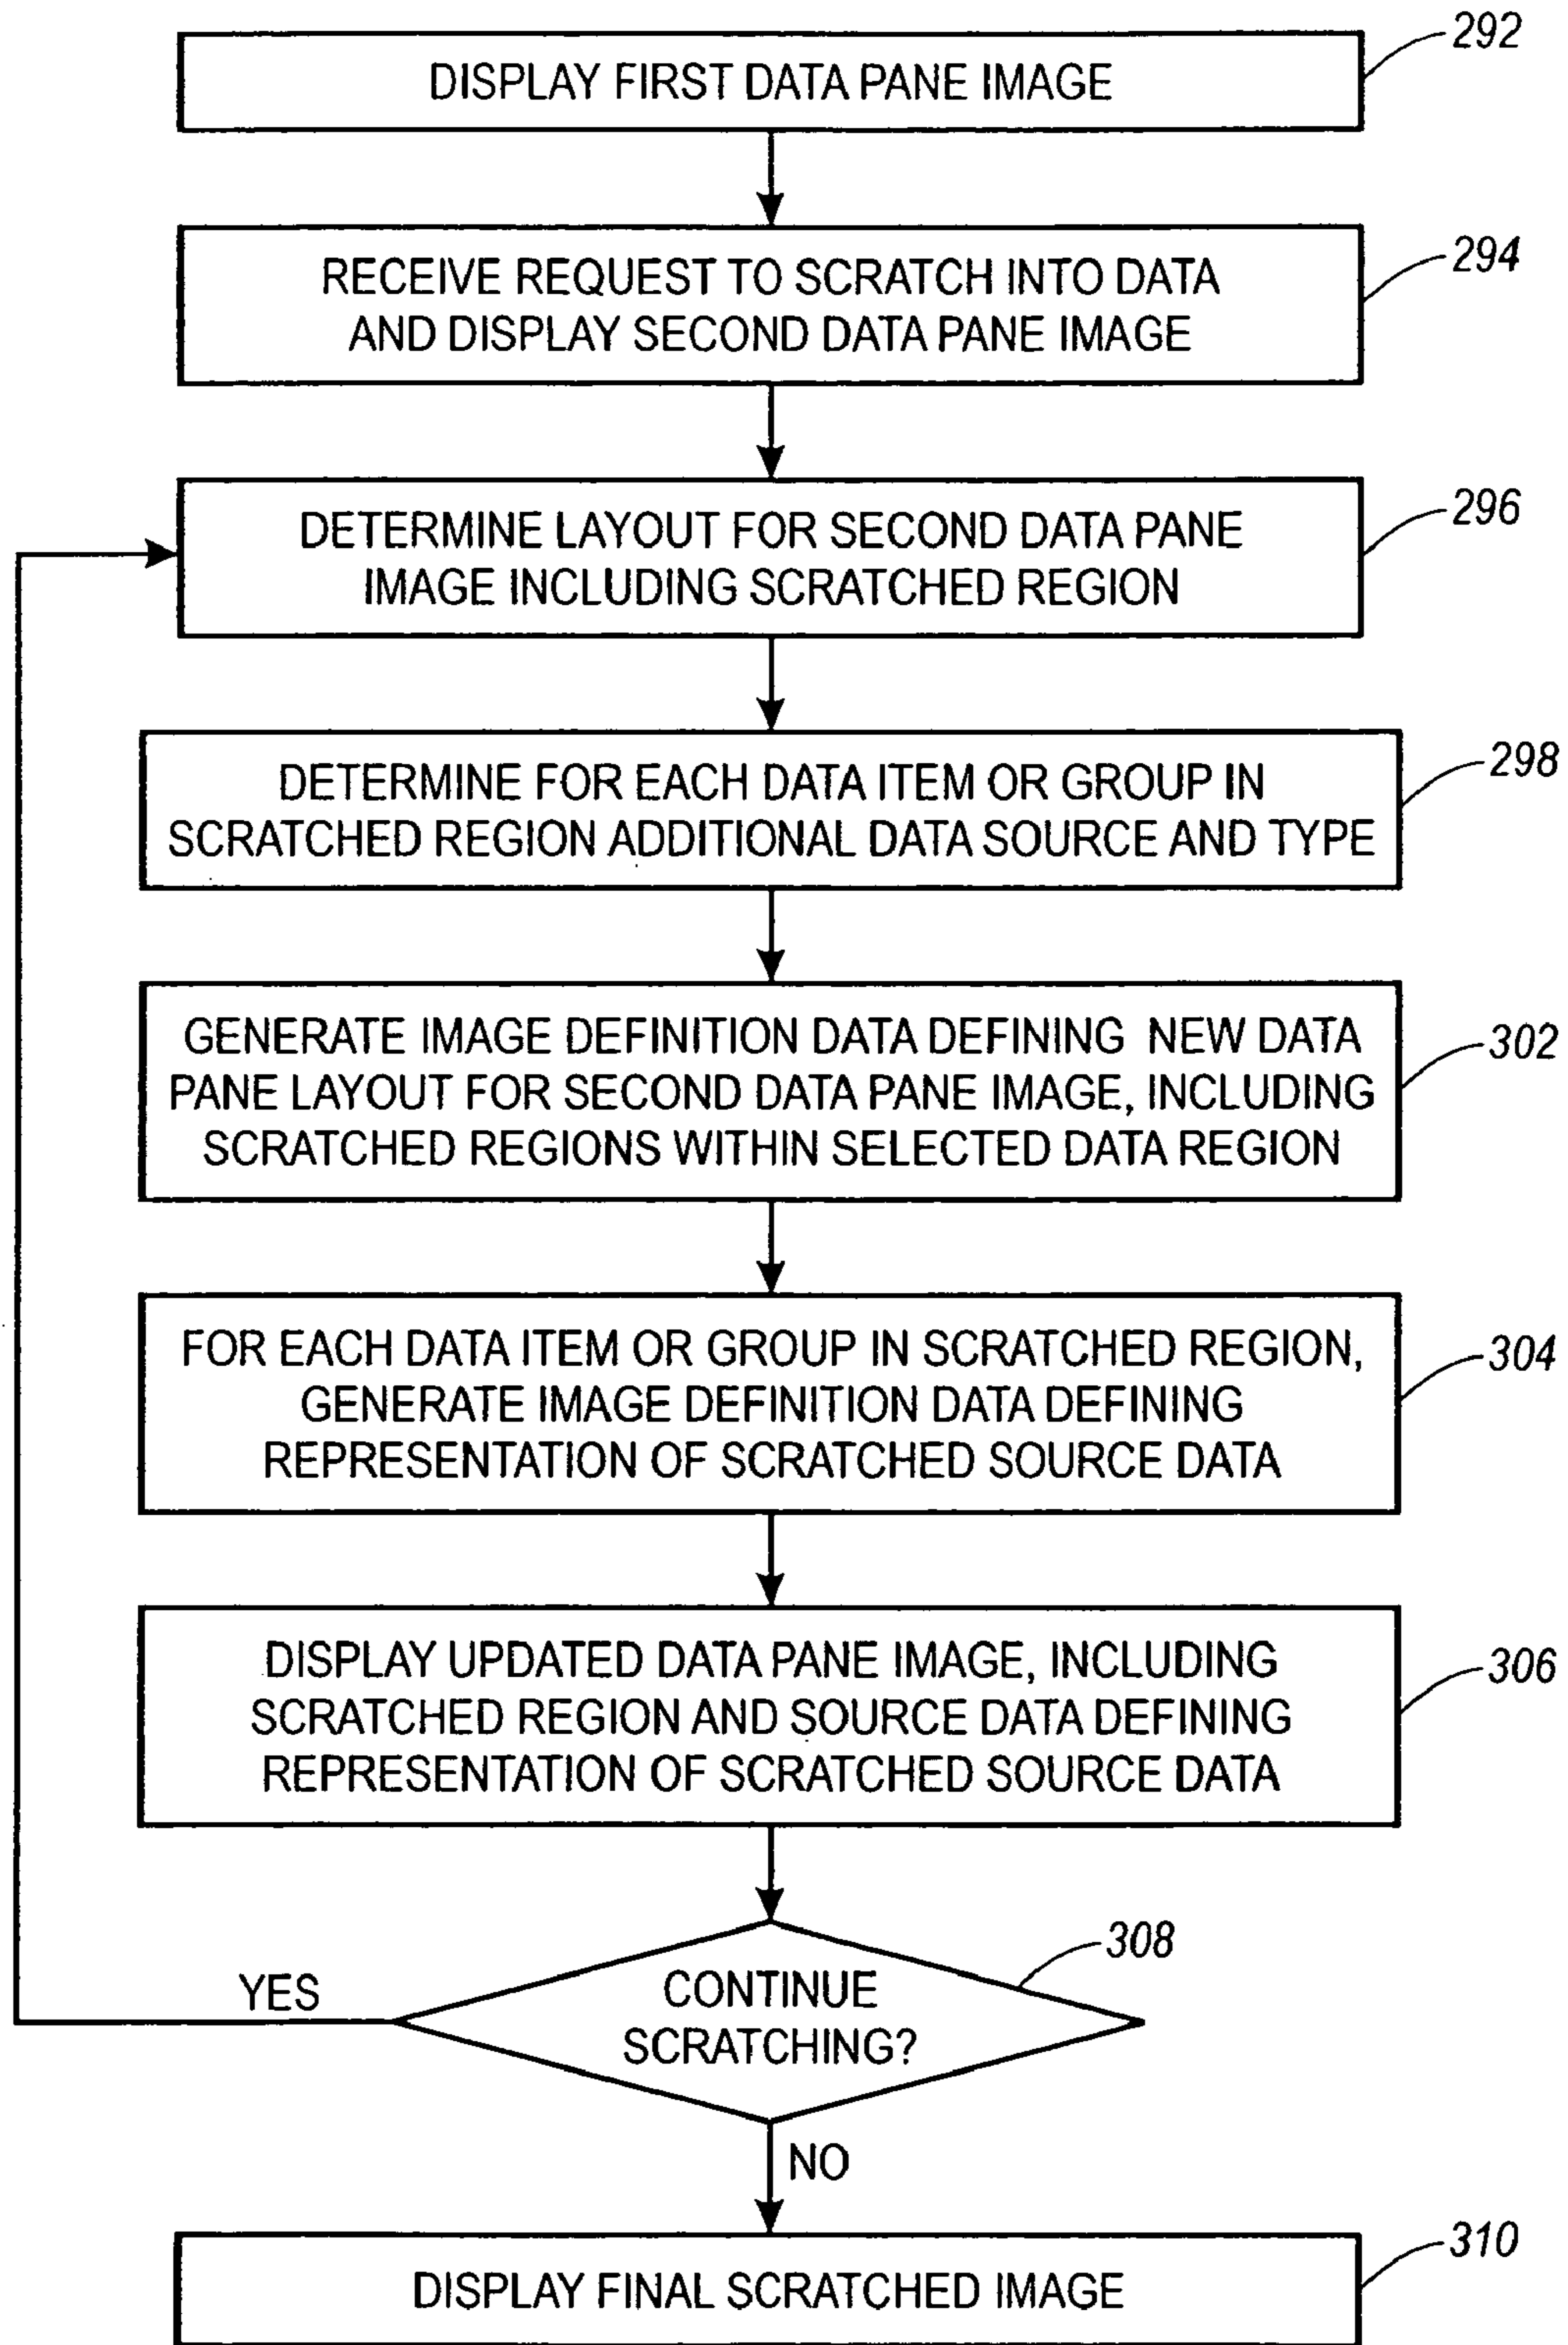 292
DISPLAY FIRST DATA PANE IMAGE
294
RECEIVE REQUEST TO SCRATCH INTO DATA
AND DISPLAY SECOND DATA PANE IMAGE
296
DETERMINE LAYOUT FOR SECOND DATA PANE
IMAGE INCLUDING SCRATCHED REGION
298
DETERMINE FOR EACH DATA ITEM OR GROUP IN
SCRATCHED REGION ADDITIONAL DATA SOURCE AND TYPE
302
GENERATE IMAGE DEFINITION DATA DEFINING NEW DATA
PANE LAYOUT FOR SECOND DATA PANE IMAGE, INCLUDING
SCRATCHED REGIONS WITHIN SELECTED DATA REGION
304
FOR EACH DATA ITEM OR GROUP IN SCRATCHED REGION,
GENERATE IMAGE DEFINITION DATA DEFINING
REPRESENTATION OF SCRATCHED SOURCE DATA
306
DISPLAY UPDATED DATA PANE IMAGE, INCLUDING
SCRATCHED REGION AND SOURCE DATA DEFINING
REPRESENTATION OF SCRATCHED SOURCE DATA
308
YES
CONTINUE
SCRATCHING?
NO
310
DISPLAY FINAL SCRATCHED IMAGE